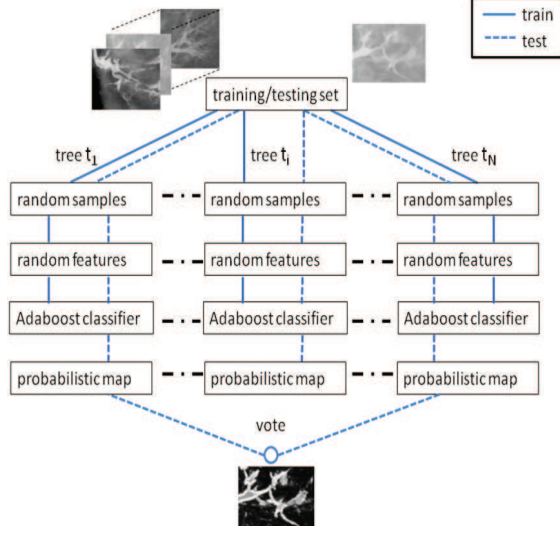 train
test
training/testing set
tree t1 tree ti tree tN
random samples random samples random samples
random features random features random features
Adaboost classifier Adaboost classifier Adaboost classifier
probabilistic map probabilistic map probabilistic map
vote